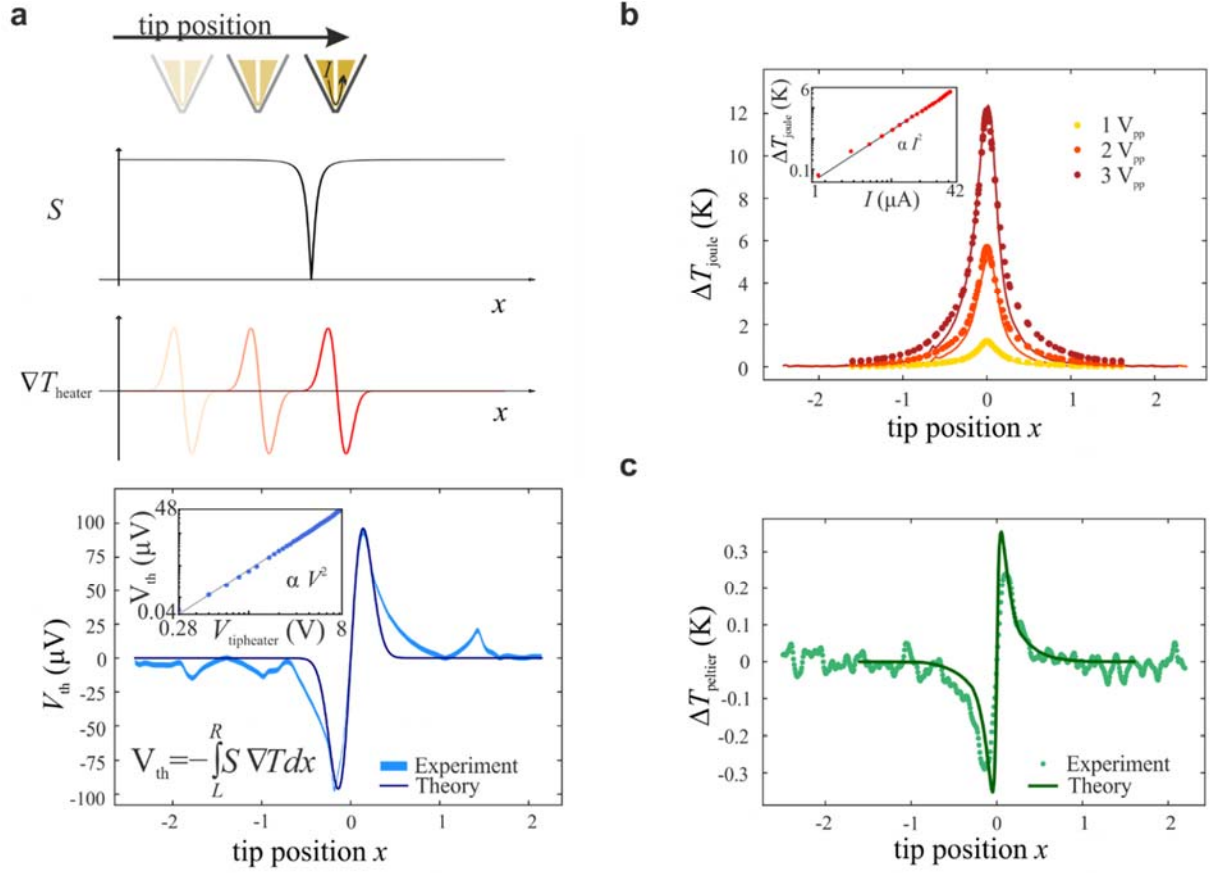 a
tip position
I
S
x
∇T_heater
x
100
75
50
25
0
-25
-50
-75
-100
V_th (μV)
48
V_th (μV)
0.04
α V²
0.28
V_tipheater (V)
8
V_th=-∫_L^R S ∇Tdx
Experiment
Theory
-2
-1
0
1
2
tip position x
b
12
10
8
6
4
2
0
ΔT_joule (K)
6
ΔT_joule (K)
0.1
α I²
1
I (μA)
42
1 V_pp
2 V_pp
3 V_pp
-2
-1
0
1
2
tip position x
c
0.3
0.2
0.1
0
-0.1
-0.2
-0.3
ΔT_peltier (K)
Experiment
Theory
-2
-1
0
1
2
tip position x